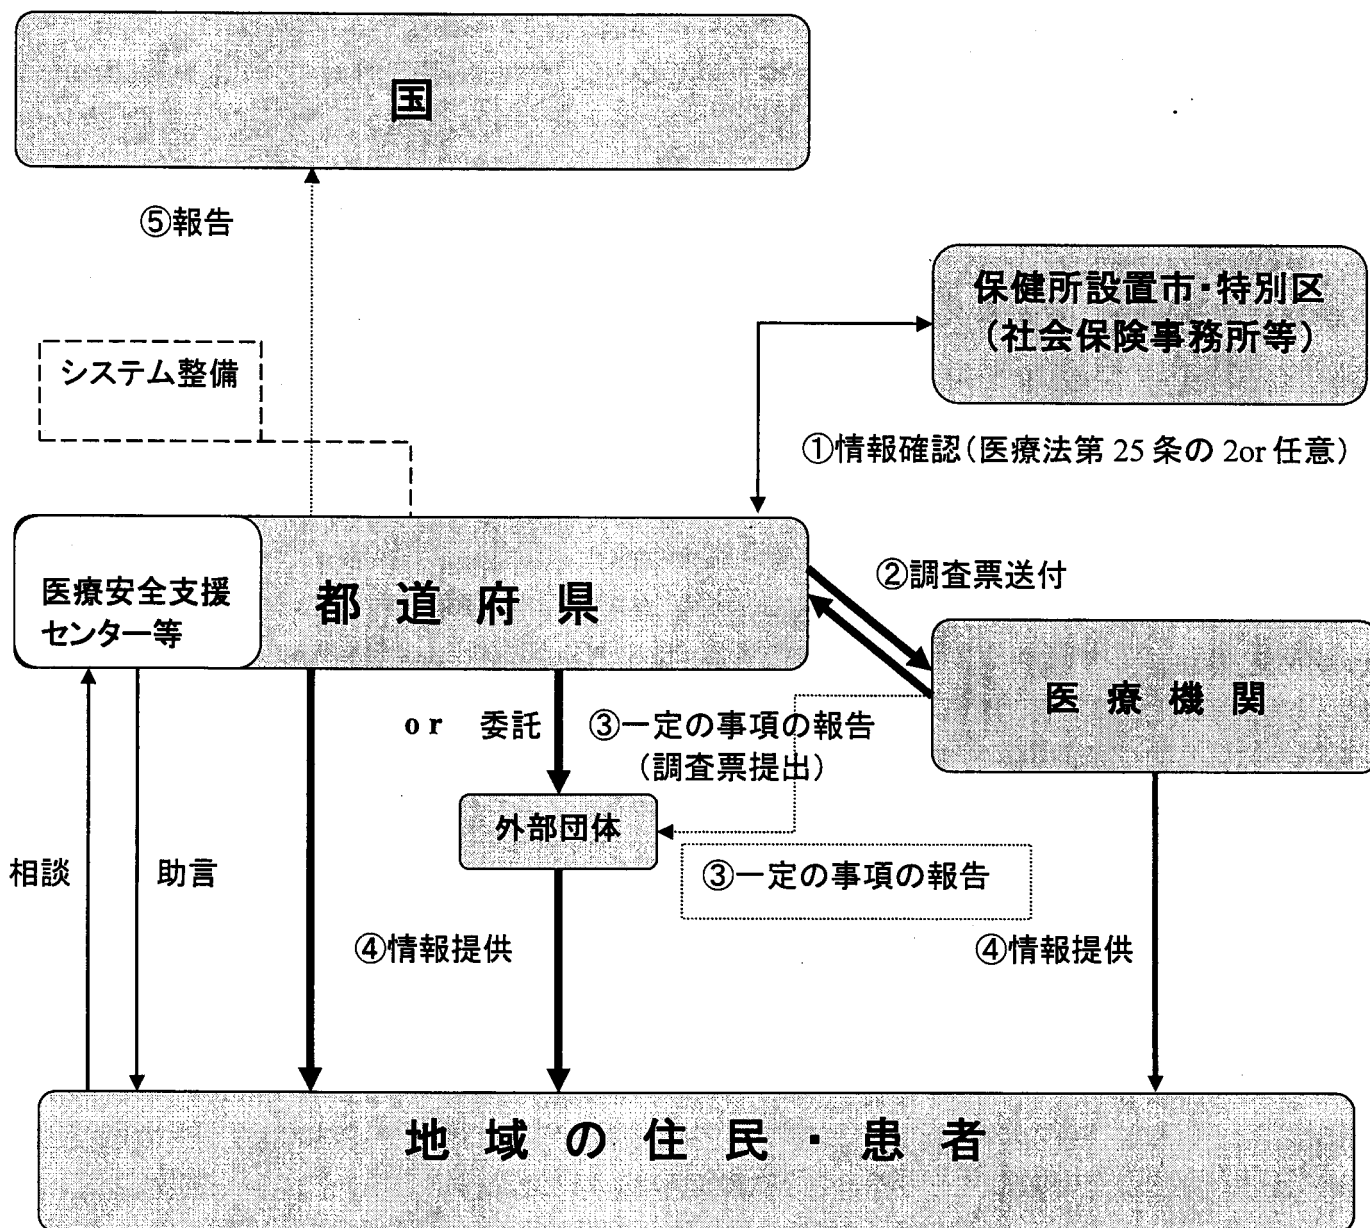 国
⑤報告
保健所設置市・特別区
(社会保険事務所等)
システム整備
①情報確認(医療法第 25 条の 2or 任意)
医療安全支援
センター等
都 道 府 県
②調査票送付
医 療 機 関
or 委託
③一定の事項の報告
(調査票提出)
外部団体
③一定の事項の報告
相談
助言
④情報提供
④情報提供
地 域 の 住 民 ・ 患 者